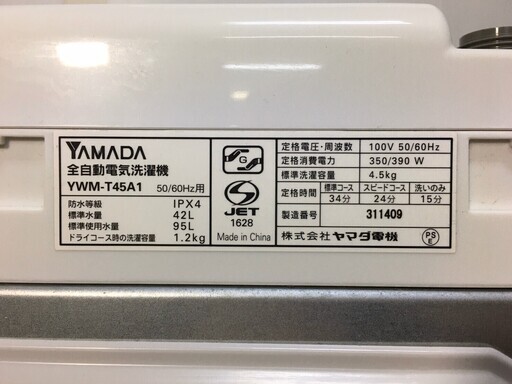 YAMADA
全自動電気洗濯機
YWM-T45A1 50/60Hz用
防水等級 IPX4
標準水量 42L
標準使用水量 95L
ドライコース時の洗濯容量 1.2kg
G
S
JET
1628
Made in China
定格電圧・周波数 100V 50/60Hz
定格消費電力 350/390 W
標準洗濯容量 4.5kg
目安時間 標準コース スピードコース 洗いのみ
34分 24分 15分
製造番号 311409
株式会社 ヤマダ電機
PS
E